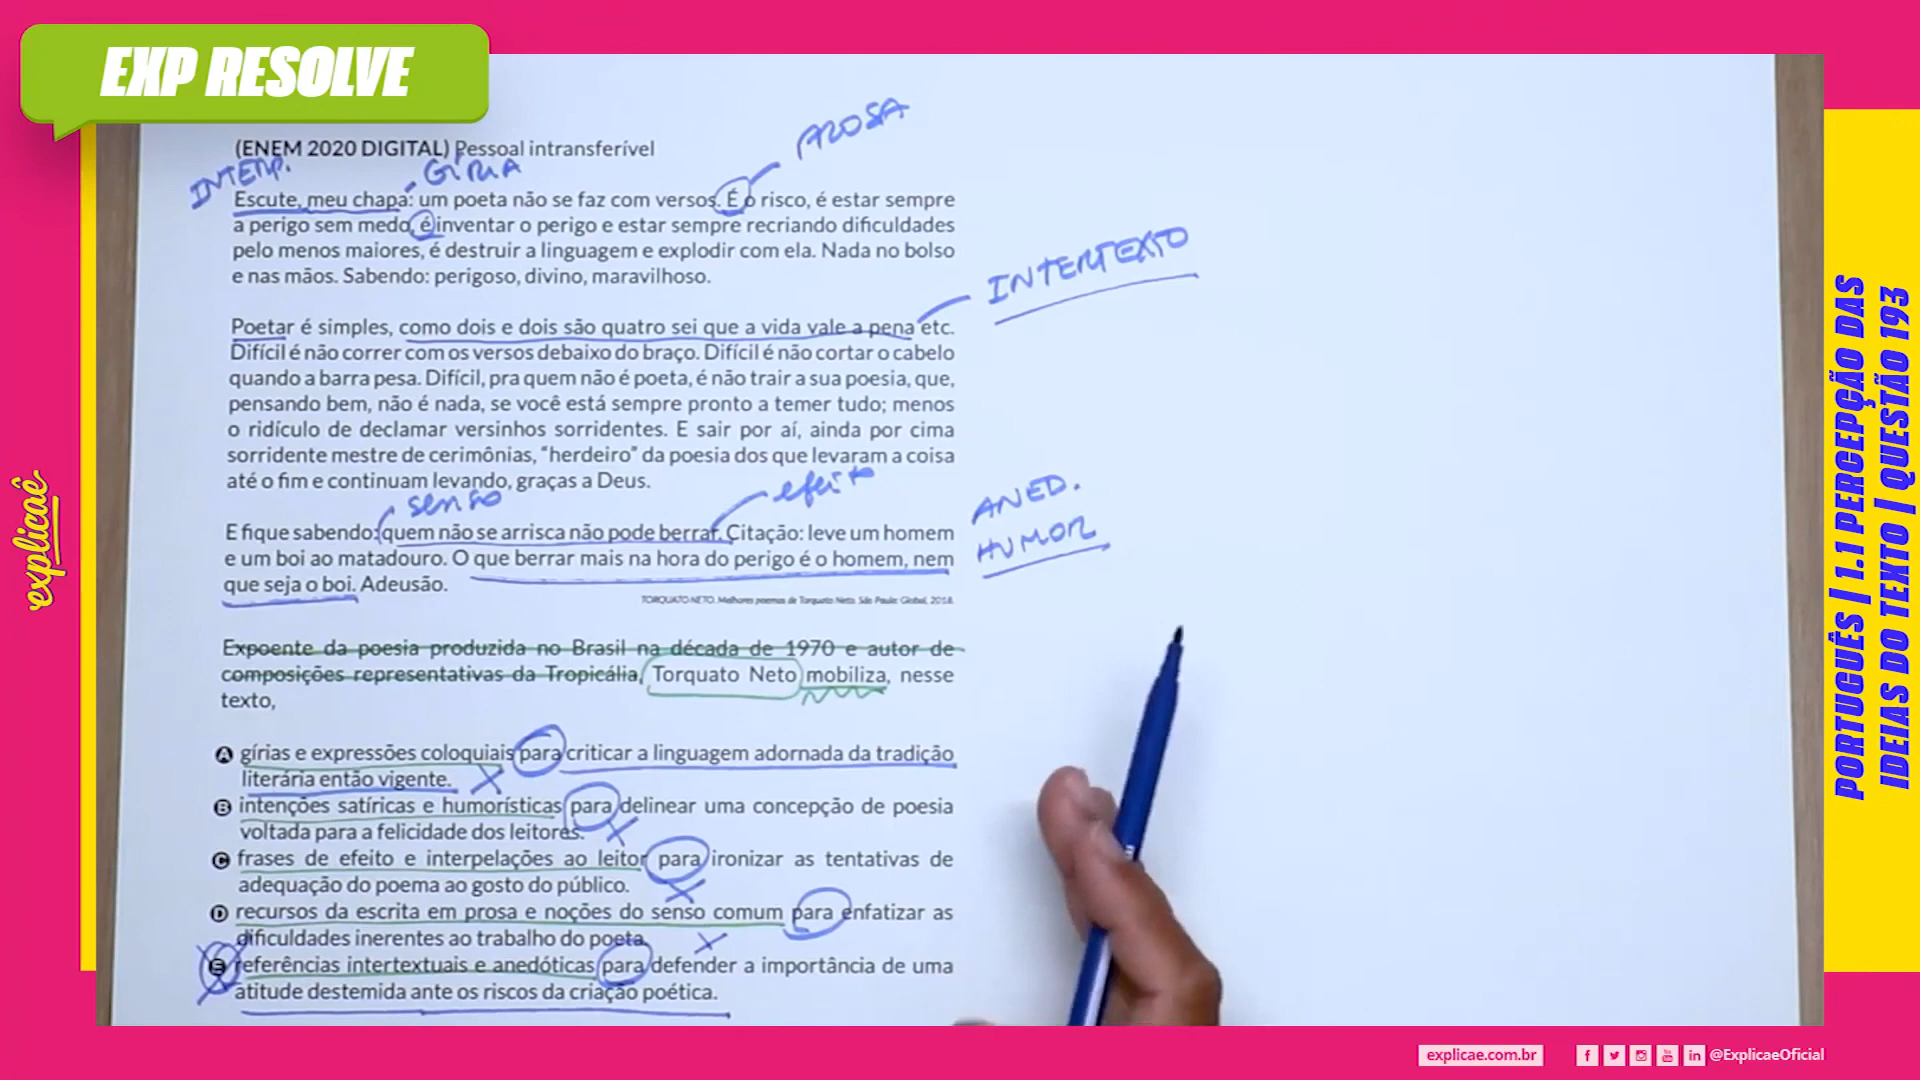 EXP RESOLVE
(ENEM 2020 DIGITAL) Pessoal intransferível
PROSA
INTERP.
GÍRIA
Escute, meu chapa: um poeta não se faz com versos. É o risco, é estar sempre
a perigo sem medo, é inventar o perigo e estar sempre recriando dificuldades
pelo menos maiores, é destruir a linguagem e explodir com ela. Nada no bolso
e nas mãos. Sabendo: perigoso, divino, maravilhoso.
INTERTEXTO
Poetar é simples, como dois e dois são quatro sei que a vida vale a pena etc.
Difícil é não correr com os versos debaixo do braço. Difícil é não cortar o cabelo
quando a barra pesa. Difícil, pra quem não é poeta, é não trair a sua poesia, que,
pensando bem, não é nada, se você está sempre pronto a temer tudo; menos
o ridículo de declamar versinhos sorridentes. E sair por aí, ainda por cima
sorridente mestre de cerimônias, “herdeiro” da poesia dos que levaram a coisa
até o fim e continuam levando, graças a Deus.
senso
efeito
ANED.
HUMOR
E fique sabendo: quem não se arrisca não pode berrar. Citação: leve um homem
e um boi ao matadouro. O que berrar mais na hora do perigo é o homem, nem
que seja o boi. Adeusão.
TORQUATO NETO. Melhores poemas de Torquato Neto. São Paulo: Global, 2018.
Expoente da poesia produzida no Brasil na década de 1970 e autor de
composições representativas da Tropicália, Torquato Neto mobiliza, nesse
texto,
A gírias e expressões coloquiais para criticar a linguagem adornada da tradição
literária então vigente.
B intenções satíricas e humorísticas para delinear uma concepção de poesia
voltada para a felicidade dos leitores.
C frases de efeito e interpelações ao leitor para ironizar as tentativas de
adequação do poema ao gosto do público.
D recursos da escrita em prosa e noções do senso comum para enfatizar as
dificuldades inerentes ao trabalho do poeta.
E referências intertextuais e anedóticas para defender a importância de uma
atitude destemida ante os riscos da criação poética.
explicaê
PORTUGUÊS | 1.1 PERCEPÇÃO DAS
IDEIAS DO TEXTO | QUESTÃO 193
explicae.com.br
@ExplicaeOficial